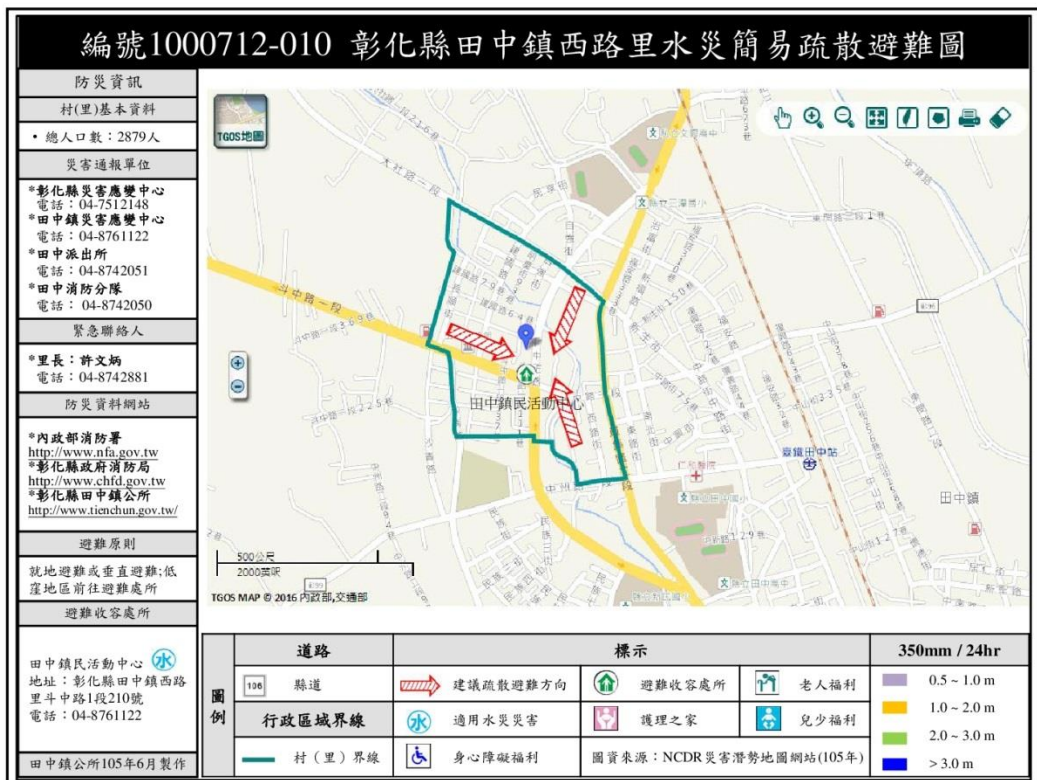 編號1000712-010 彰化縣田中鎮西路里水災簡易疏散避難圖
防災資訊
村(里)基本資料
• 總人口數：2879人
災害通報單位
*彰化縣災害應變中心
電話：04-7512148
*田中鎮災害應變中心
電話：04-8761122
*田中派出所
電話：04-8742051
*田中消防分隊
電話： 04-8742050
緊急聯絡人
*里長：許文炳
電話：04-8742881
防災資料網站
*內政部消防署
http://www.nfa.gov.tw
*彰化縣政府消防局
http://www.chfd.gov.tw
*彰化縣田中鎮公所
http://www.tienchun.gov.tw/
避難原則
就地避難或垂直避難;低
窪地區前往避難處所
避難收容處所
田中鎮民活動中心 水
地址：彰化縣田中鎮西路
里斗中路1段210號
電話：04-8761122
田中鎮公所105年6月製作
TGOS地圖
大社路二段
斗中路一段
田中鎮民活動中心
仁和醫院
臺鐵田中站
田中鎮
500公尺
2000英呎
TGOS MAP © 2016 內政部,交通部
圖例
道路
標示
350mm / 24hr
106 縣道
建議疏散避難方向
避難收容處所
老人福利
行政區域界線
水 適用水災災害
護理之家
兒少福利
村（里）界線
身心障礙福利
圖資來源：NCDR災害潛勢地圖網站(105年)
0.5 ~ 1.0 m
1.0 ~ 2.0 m
2.0 ~ 3.0 m
> 3.0 m